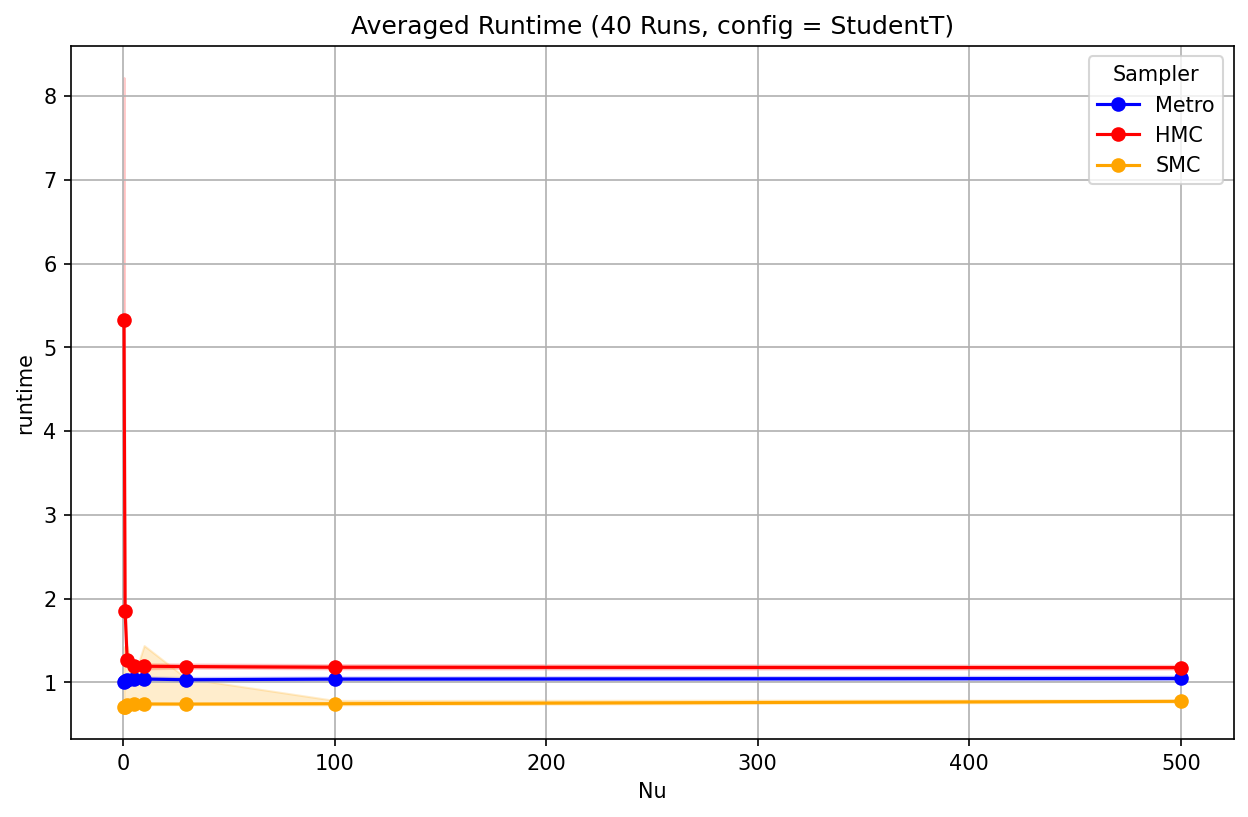 Averaged Runtime (40 Runs, config = StudentT)
Sampler
Metro
HMC
SMC
runtime
8
7
6
5
4
3
2
1
0 100 200 300 400 500
Nu